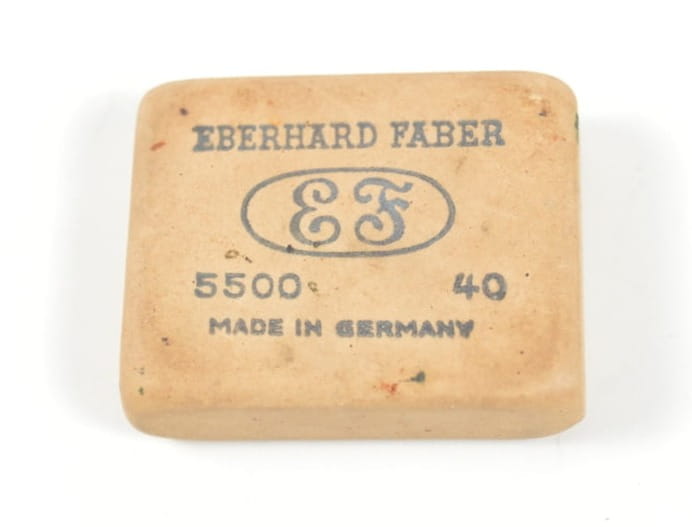 EBERHARD FABER
EF
5500 40
MADE IN GERMANY